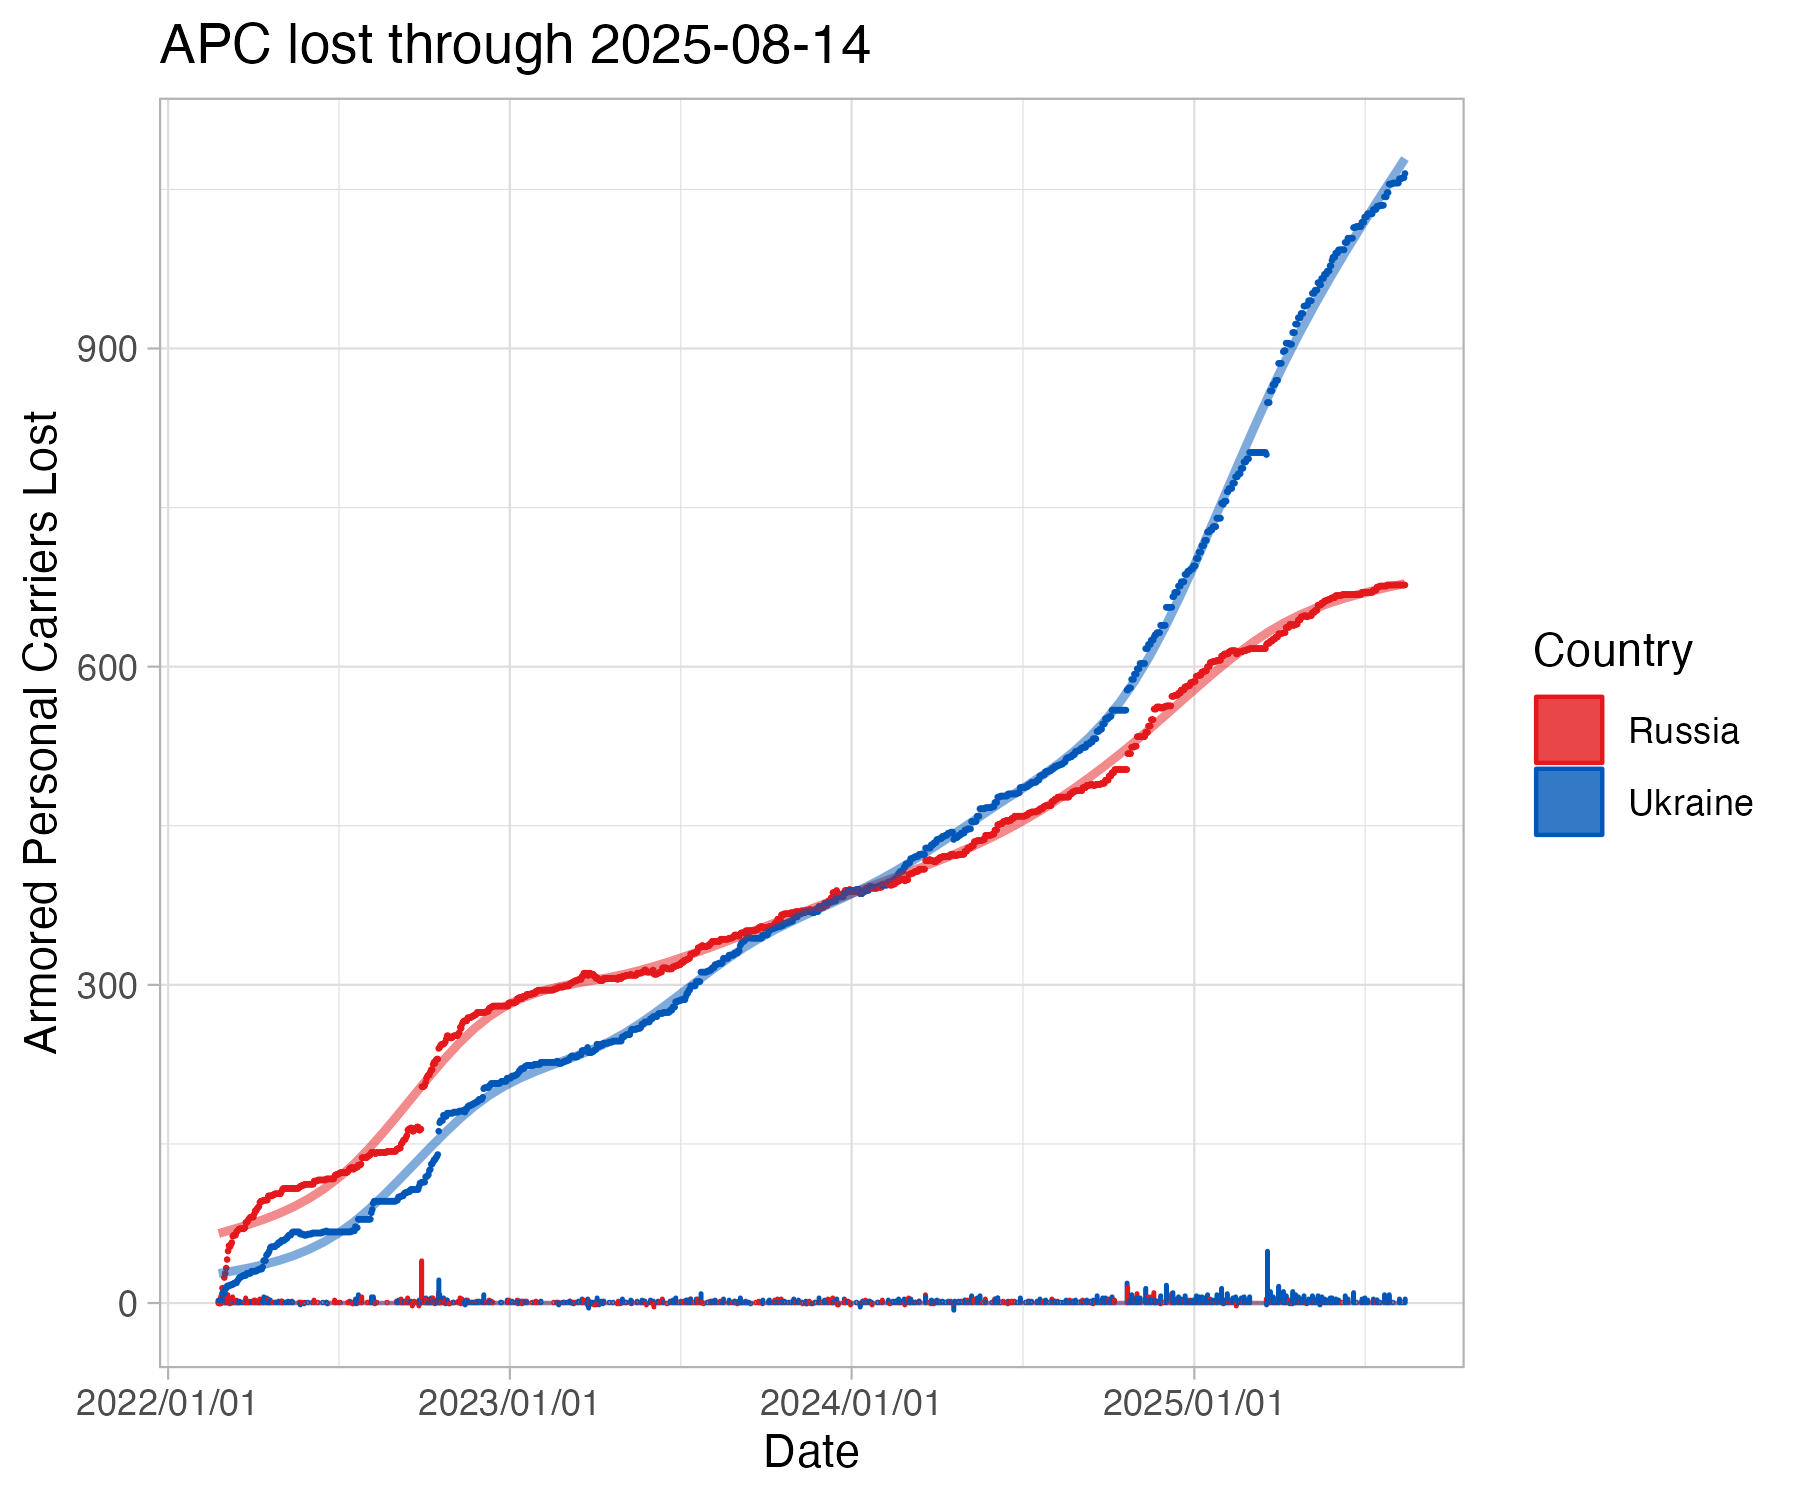 APC lost through 2025-08-14
Armored Personal Carriers Lost
900
600
300
0
2022/01/01
2023/01/01
2024/01/01
2025/01/01
Date
Country
Russia
Ukraine